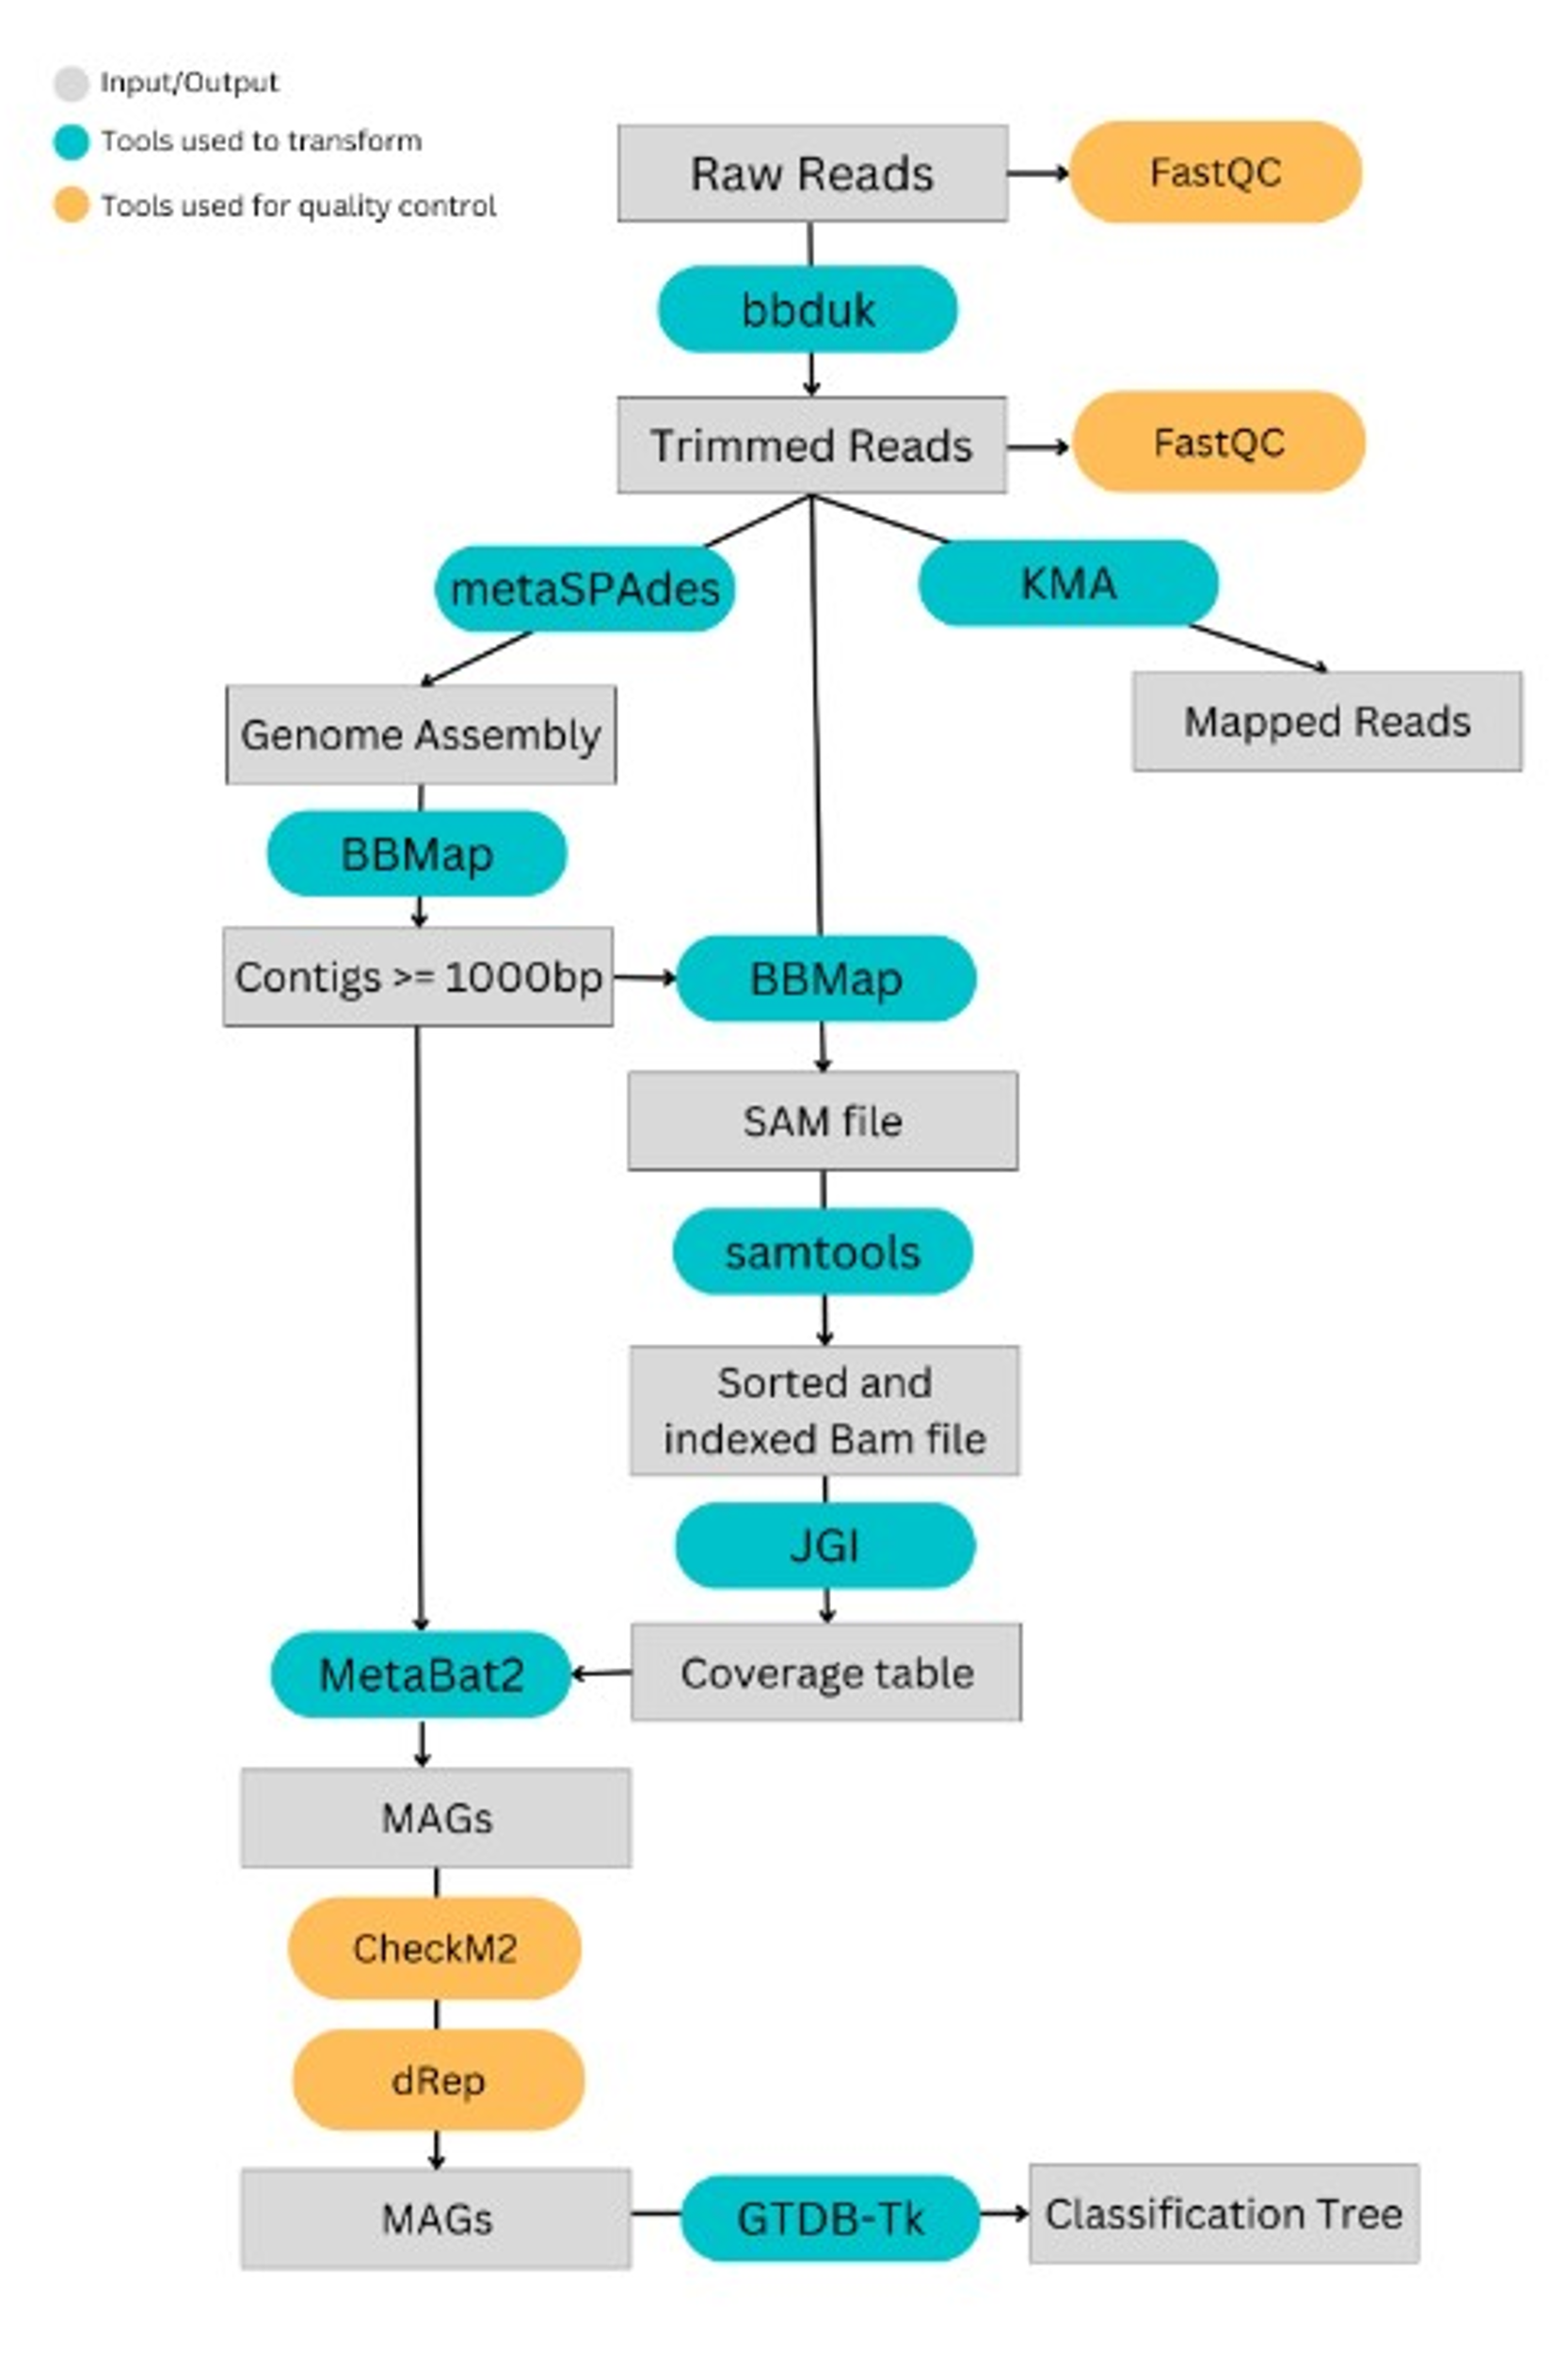 Input/Output
Tools used to transform
Tools used for quality control
Raw Reads
FastQC
bbduk
Trimmed Reads
FastQC
metaSPAdes
KMA
Genome Assembly
Mapped Reads
BBMap
Contigs >= 1000bp
BBMap
SAM file
samtools
Sorted and
indexed Bam file
JGI
MetaBat2
Coverage table
MAGs
CheckM2
dRep
MAGs
GTDB-Tk
Classification Tree